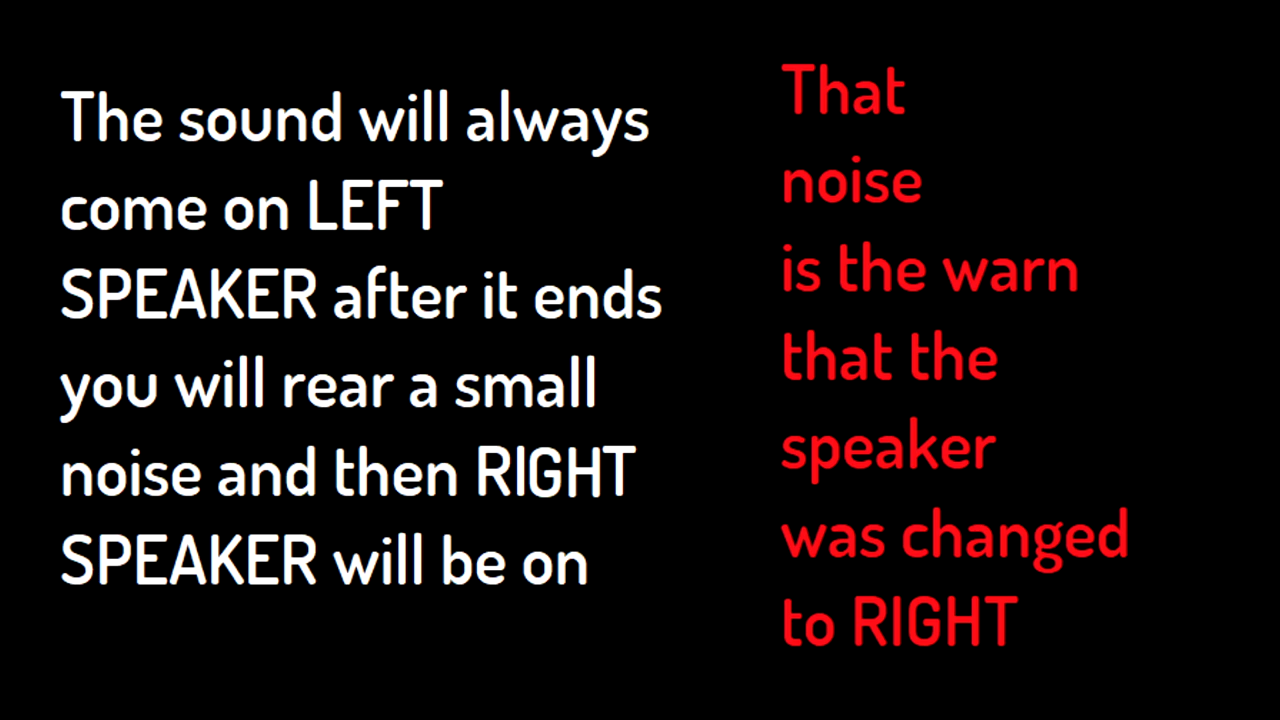 The sound will always
come on LEFT
SPEAKER after it ends
you will rear a small
noise and then RIGHT
SPEAKER will be on
That
noise
is the warn
that the
speaker
was changed
to RIGHT